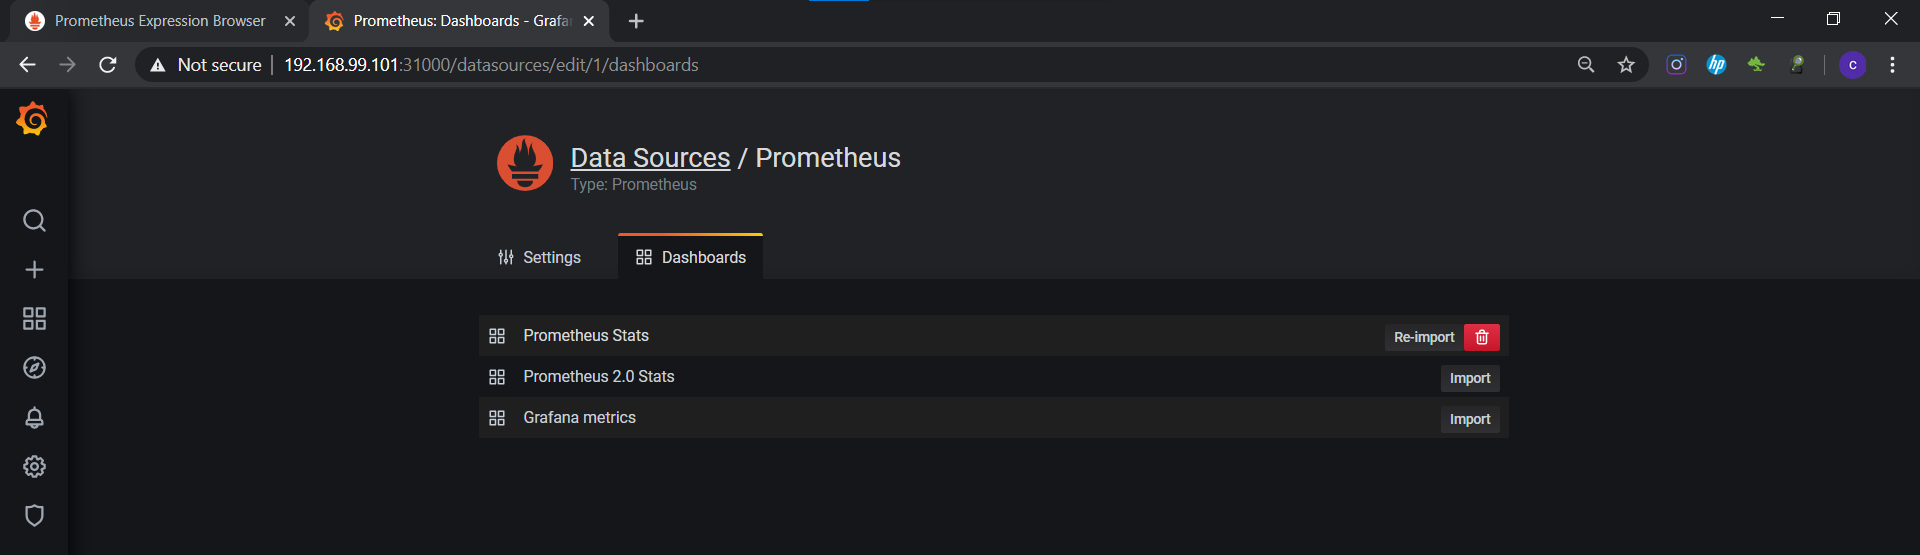 Prometheus Expression Browser
Prometheus: Dashboards - Grafa
Not secure | 192.168.99.101:31000/datasources/edit/1/dashboards
hp
c
Data Sources / Prometheus
Type: Prometheus
Settings
Dashboards
Prometheus Stats
Re-import
Prometheus 2.0 Stats
Import
Grafana metrics
Import